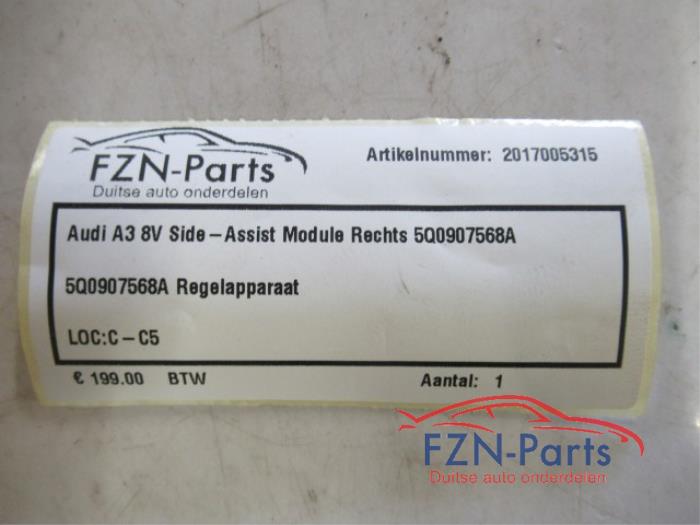 FZN-Parts
Duitse auto onderdelen
Artikelnummer: 2017005315
Audi A3 8V Side-Assist Module Rechts 5Q0907568A
5Q0907568A Regelapparaat
LOC:C-C5
€ 199.00 BTW
Aantal: 1
FZN-Parts
Duitse auto onderdelen